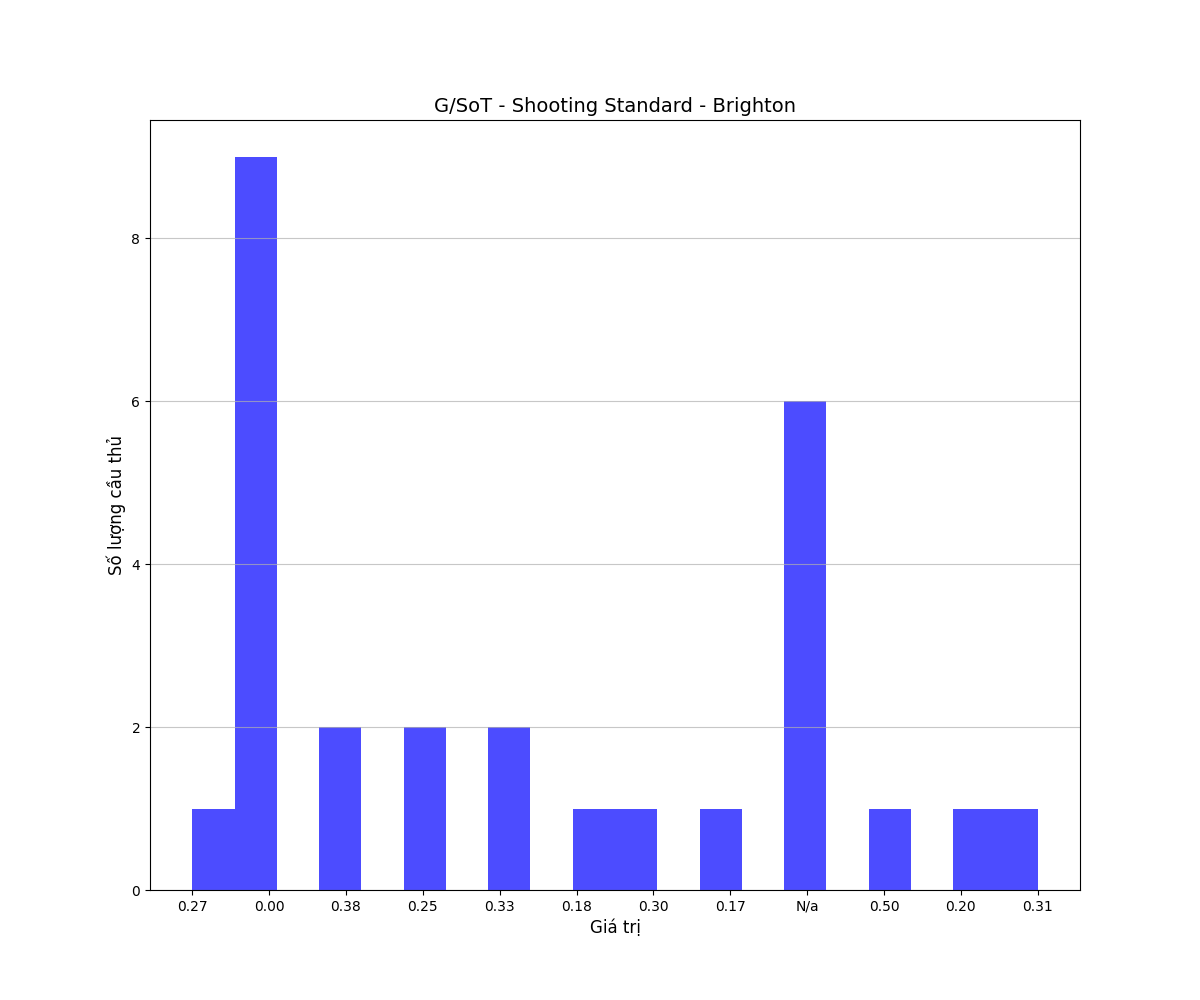 G/SoT - Shooting Standard - Brighton
Số lượng cầu thủ
8
6
4
2
0
0.27 0.00 0.38 0.25 0.33 0.18 0.30 0.17 N/a 0.50 0.20 0.31
Giá trị